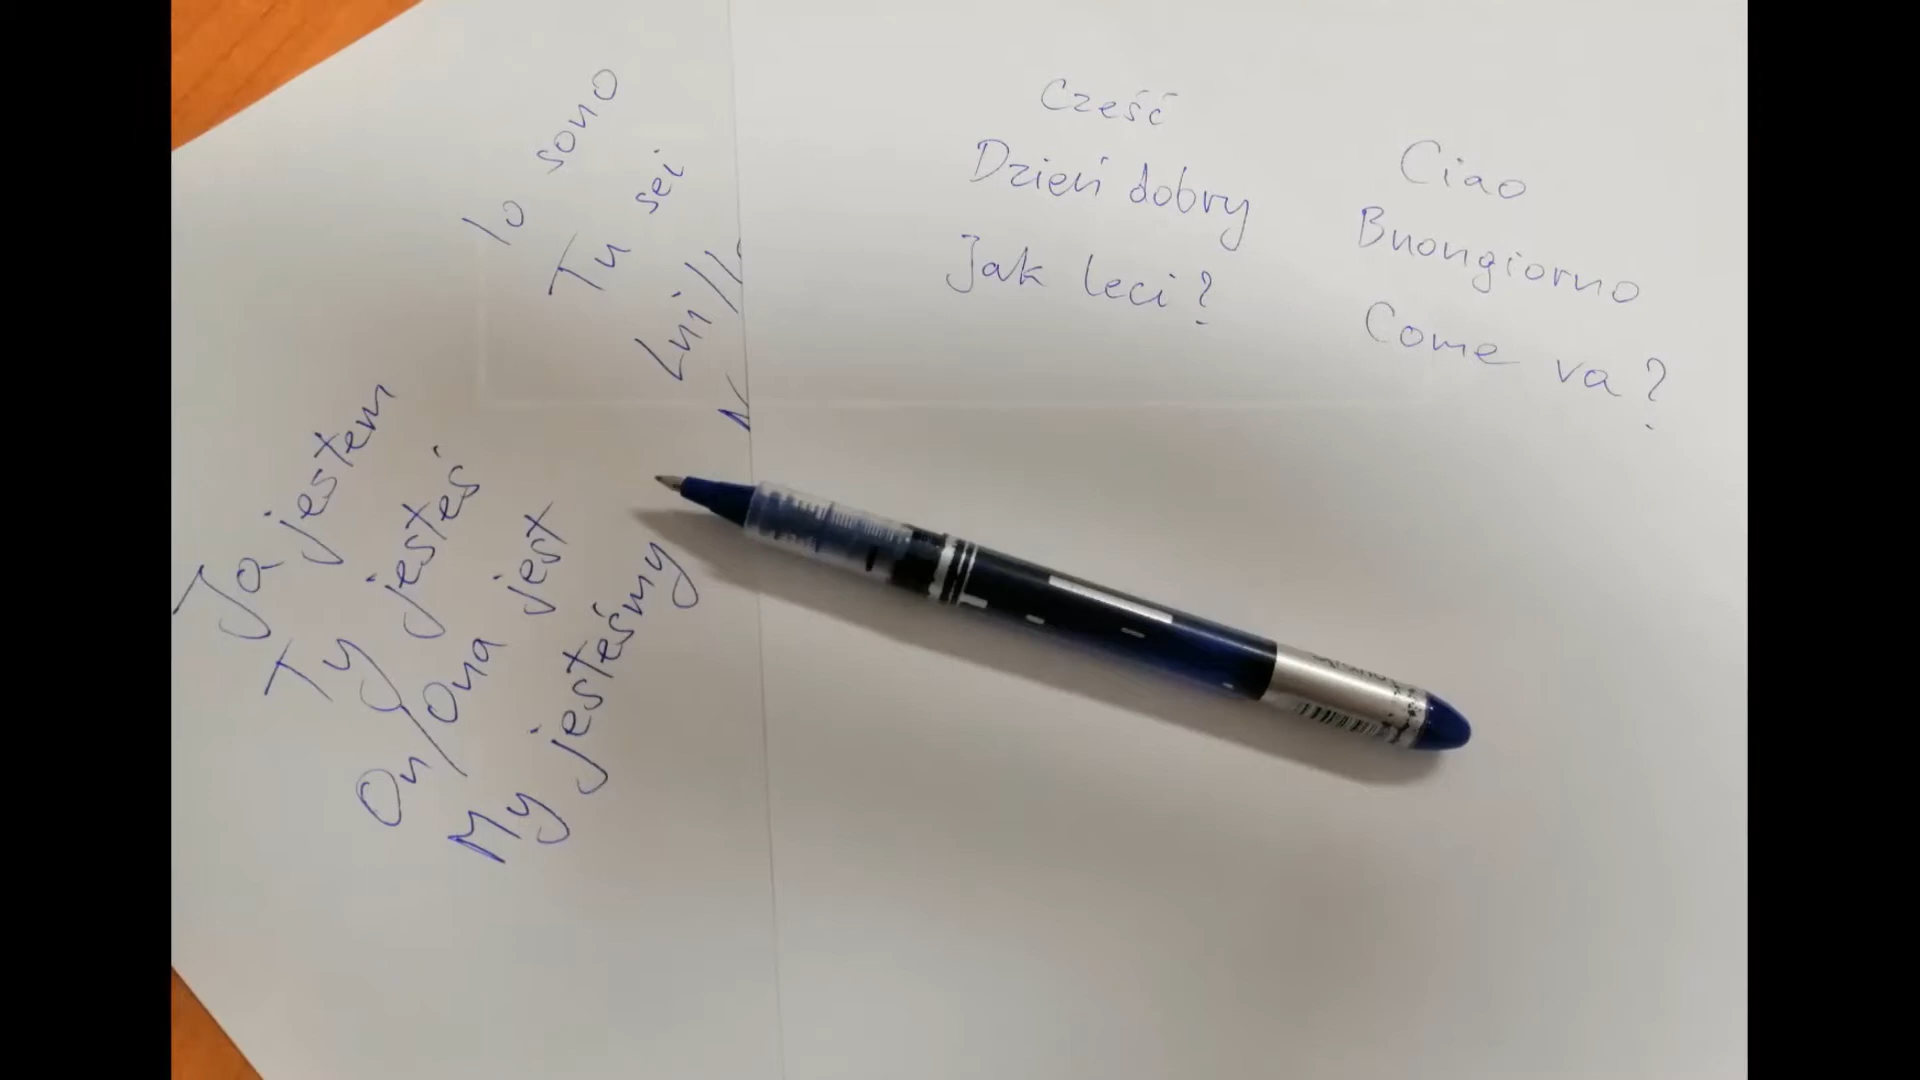 Cześć
Dzień dobry
Jak leci?
Ciao
Buongiorno
Come va?
Io sono
Tu sei
Lui/
Ja jestem
Ty jesteś
On/Ona jest
My jesteśmy